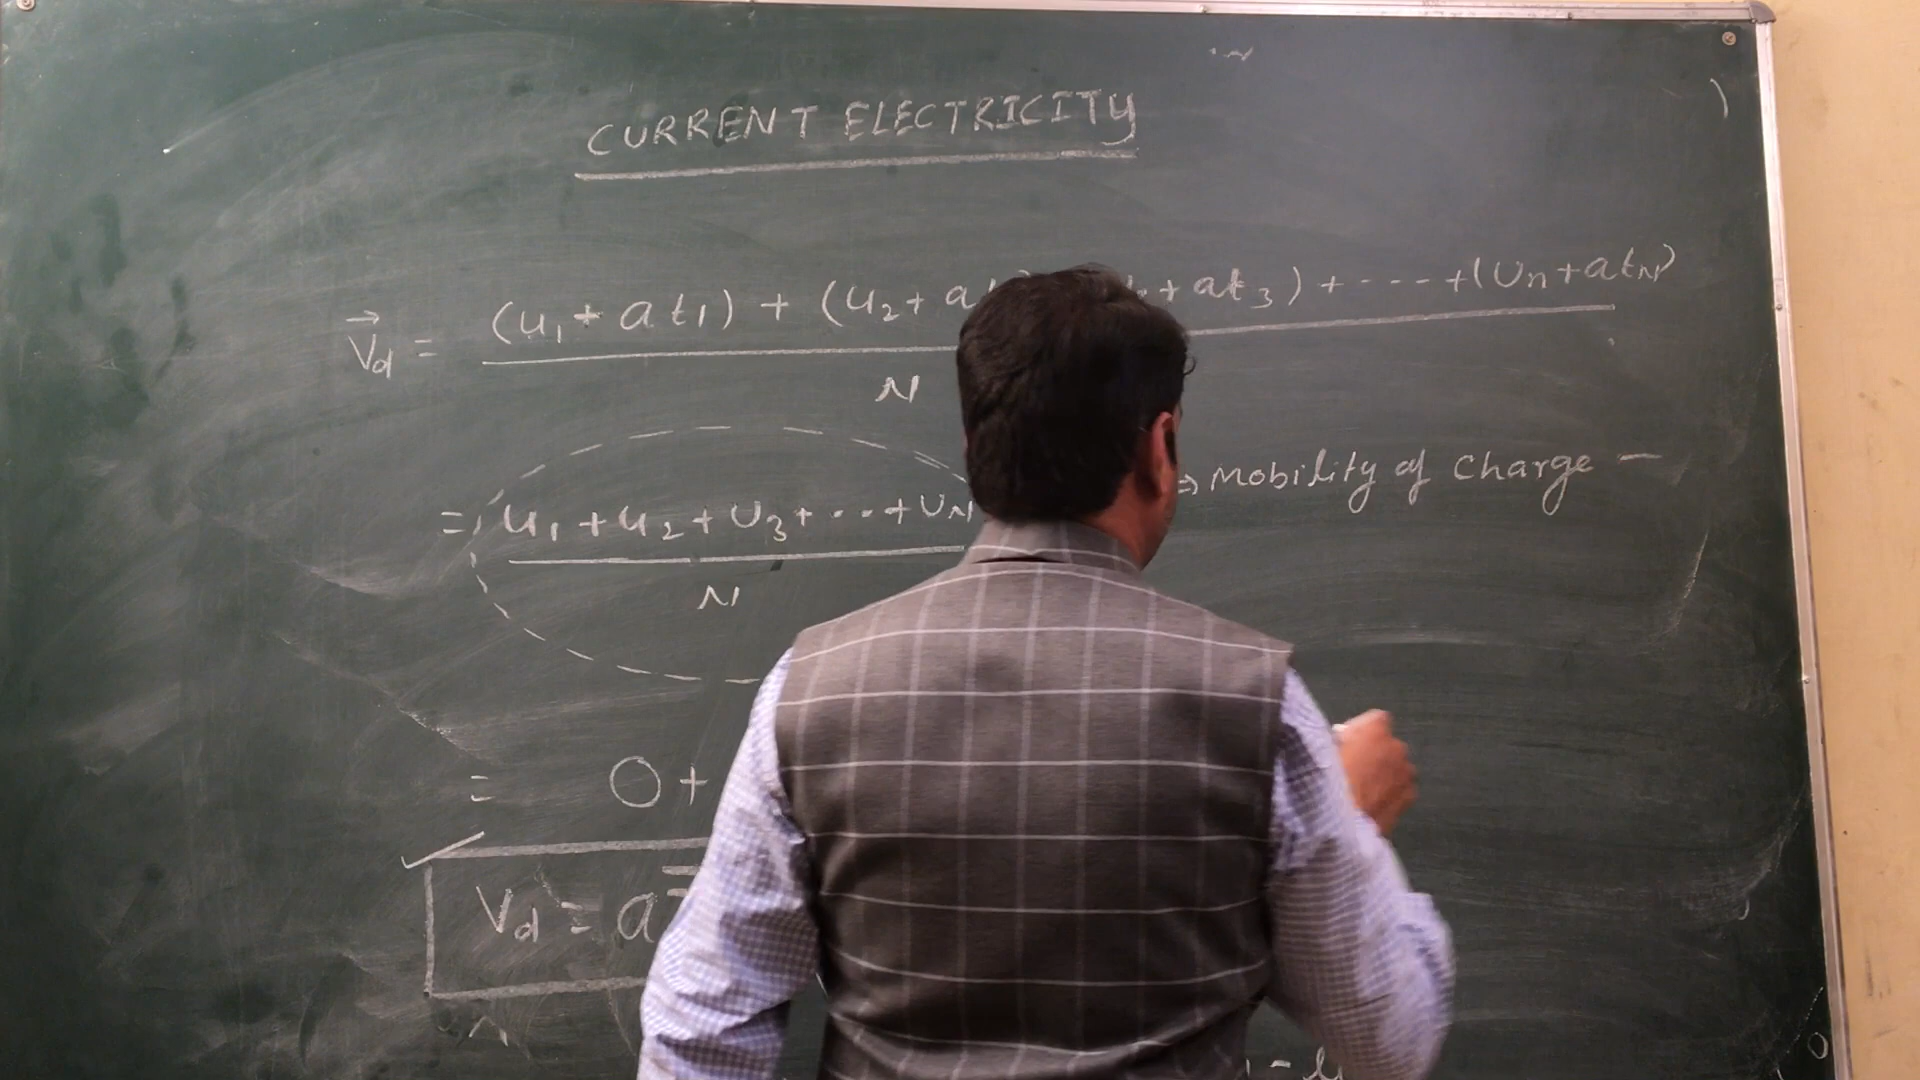 CURRENT ELECTRICITY
V⃗d = (u1 + at1) + (u2 + a + at3) + ---- + (Un + atN)
N
⇒ Mobility of Charge —
= u1 + u2 + U3 + ... + UN
N
= 0 +
Vd = a